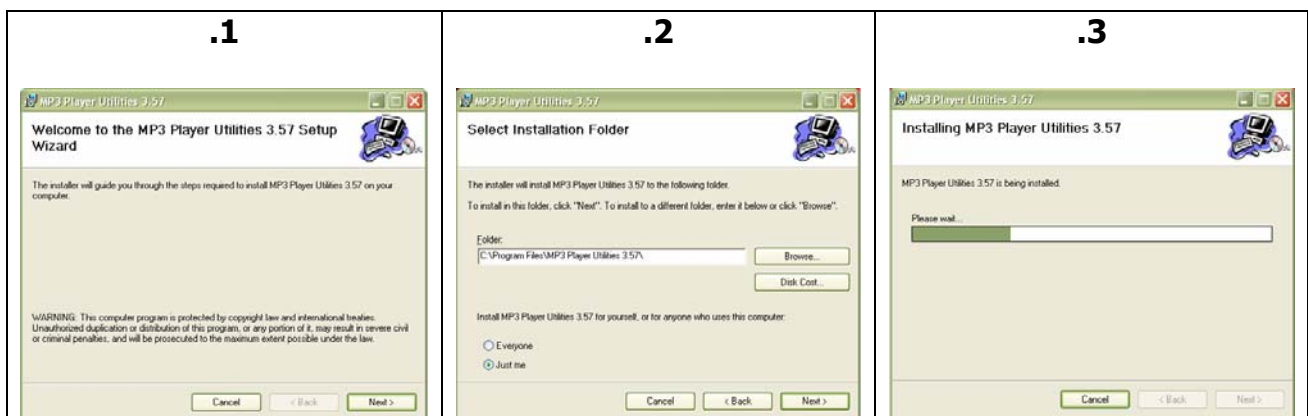 .1
MP3 Player Utilities 3.57
Welcome to the MP3 Player Utilities 3.57 Setup
Wizard
The installer will guide you through the steps required to install MP3 Player Utilities 3.57 on your
computer.
WARNING: This computer program is protected by copyright law and international treaties.
Unauthorized duplication or distribution of this program, or any portion of it, may result in severe civil
or criminal penalties, and will be prosecuted to the maximum extent possible under the law.
Cancel
< Back
Next >
.2
MP3 Player Utilities 3.57
Select Installation Folder
The installer will install MP3 Player Utilities 3.57 to the following folder.
To install in this folder, click "Next". To install to a different folder, enter it below or click "Browse".
Folder:
C:\Program Files\MP3 Player Utilities 3.57\
Browse...
Disk Cost...
Install MP3 Player Utilities 3.57 for yourself, or for anyone who uses this computer:
Everyone
Just me
Cancel
< Back
Next >
.3
MP3 Player Utilities 3.57
Installing MP3 Player Utilities 3.57
MP3 Player Utilities 3.57 is being installed.
Please wait...
Cancel
< Back
Next >